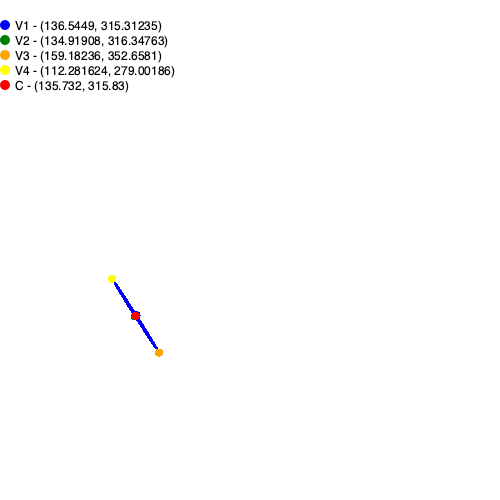 V1 - (136.5449, 315.31235)
V2 - (134.91908, 316.34763)
V3 - (159.18236, 352.6581)
V4 - (112.281624, 279.00186)
C - (135.732, 315.83)